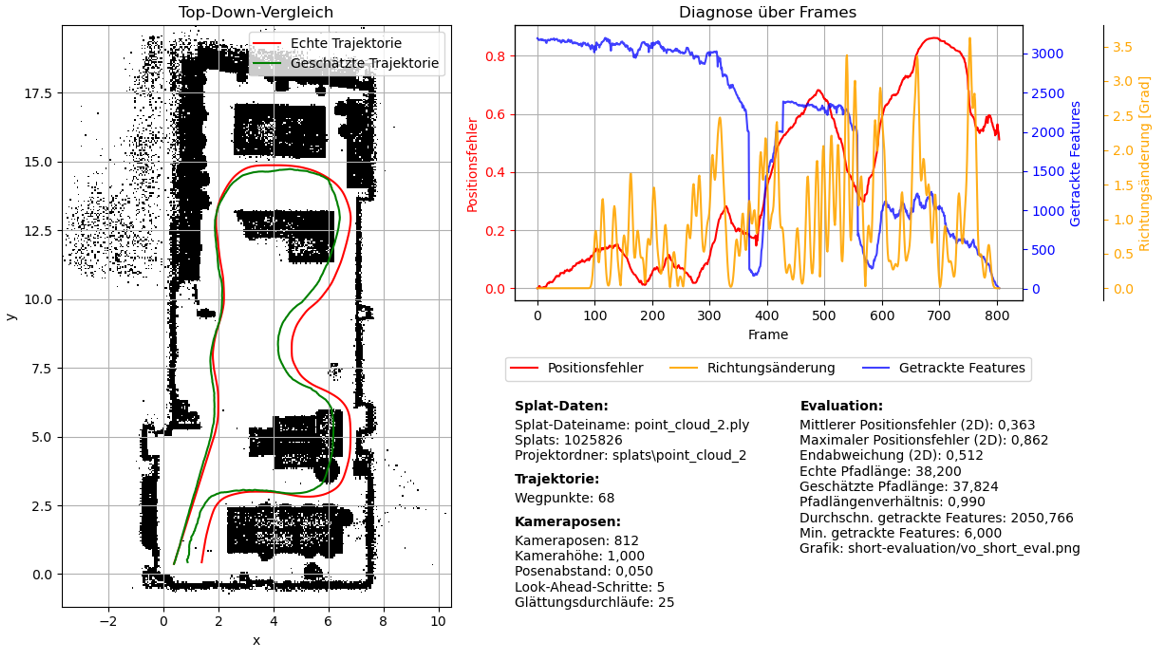 Top-Down-Vergleich
Echte Trajektorie
Geschätzte Trajektorie
17.5
15.0
12.5
10.0
7.5
5.0
2.5
0.0
y
−2
0
2
4
6
8
10
x
Diagnose über Frames
0.8
0.6
0.4
0.2
0.0
Positionsfehler
3000
2500
2000
1500
1000
500
0
Getrackte Features
3.5
3.0
2.5
2.0
1.5
1.0
0.5
0.0
Richtungsänderung [Grad]
0
100
200
300
400
500
600
700
800
Frame
Positionsfehler
Richtungsänderung
Getrackte Features
Splat-Daten:
Splat-Dateiname: point_cloud_2.ply
Splats: 1025826
Projektordner: splats\point_cloud_2
Trajektorie:
Wegpunkte: 68
Kameraposen:
Kameraposen: 812
Kamerahöhe: 1,000
Posenabstand: 0,050
Look-Ahead-Schritte: 5
Glättungsdurchläufe: 25
Evaluation:
Mittlerer Positionsfehler (2D): 0,363
Maximaler Positionsfehler (2D): 0,862
Endabweichung (2D): 0,512
Echte Pfadlänge: 38,200
Geschätzte Pfadlänge: 37,824
Pfadlängenverhältnis: 0,990
Durchschn. getrackte Features: 2050,766
Min. getrackte Features: 6,000
Grafik: short-evaluation/vo_short_eval.png